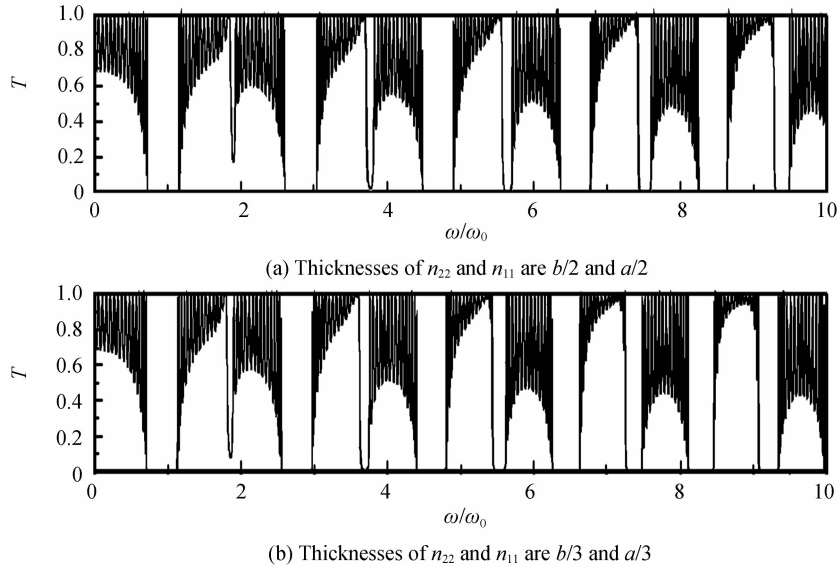 1.0
0.8
0.6
T
0.4
0.2
0
0 2 4 6 8 10
ω/ω0
(a) Thicknesses of n22 and n11 are b/2 and a/2
1.0
0.8
0.6
T
0.4
0.2
0
0 2 4 6 8 10
ω/ω0
(b) Thicknesses of n22 and n11 are b/3 and a/3